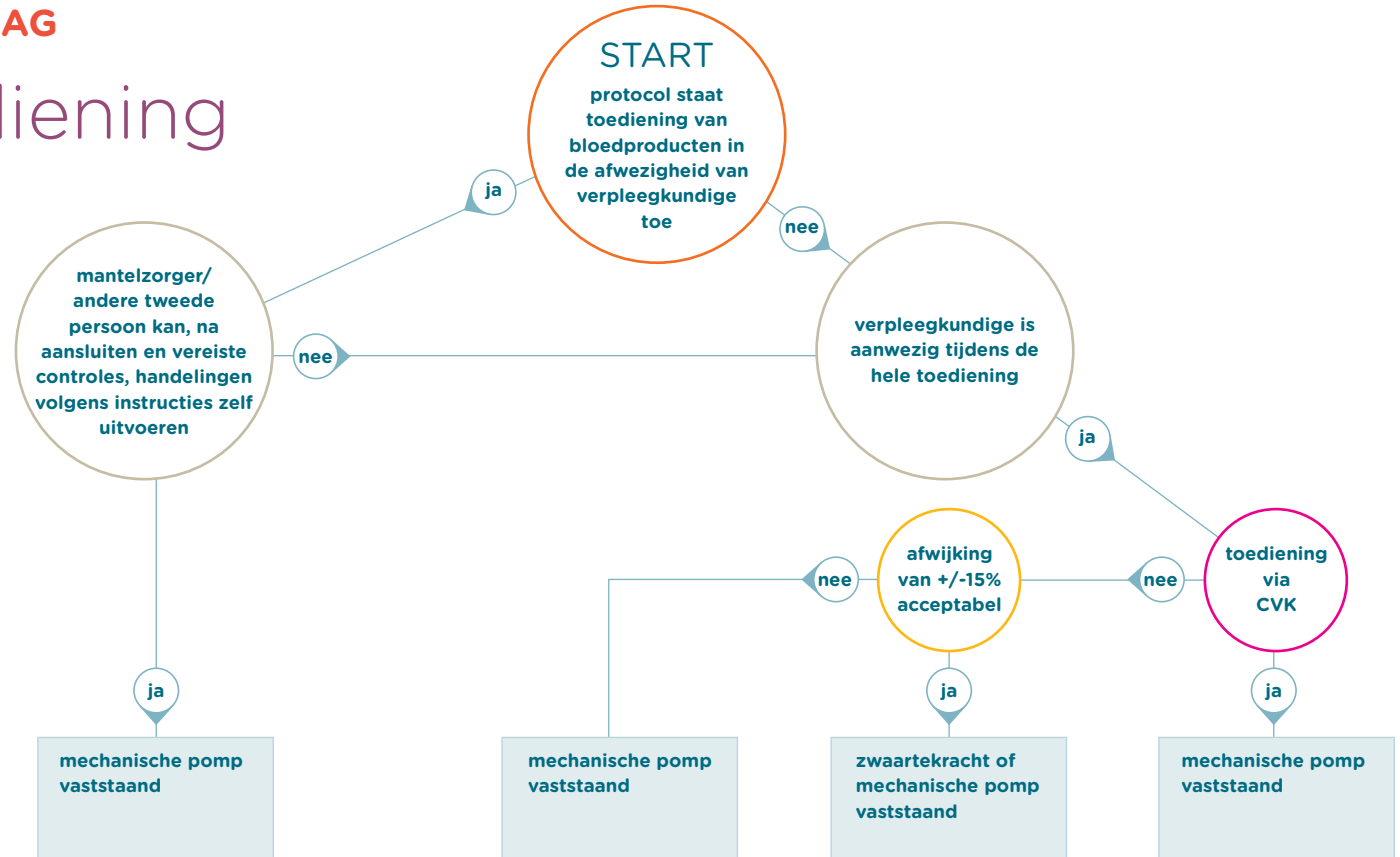 AG
diening
START
protocol staat
toediening van
bloedproducten in
de afwezigheid van
verpleegkundige
toe
ja
nee
mantelzorger/
andere tweede
persoon kan, na
aansluiten en vereiste
controles, handelingen
volgens instructies zelf
uitvoeren
nee
verpleegkundige is
aanwezig tijdens de
hele toediening
ja
afwijking
van +/-15%
acceptabel
nee
nee
toediening
via
CVK
ja
ja
ja
mechanische pomp
vaststaand
mechanische pomp
vaststaand
zwaartekracht of
mechanische pomp
vaststaand
mechanische pomp
vaststaand